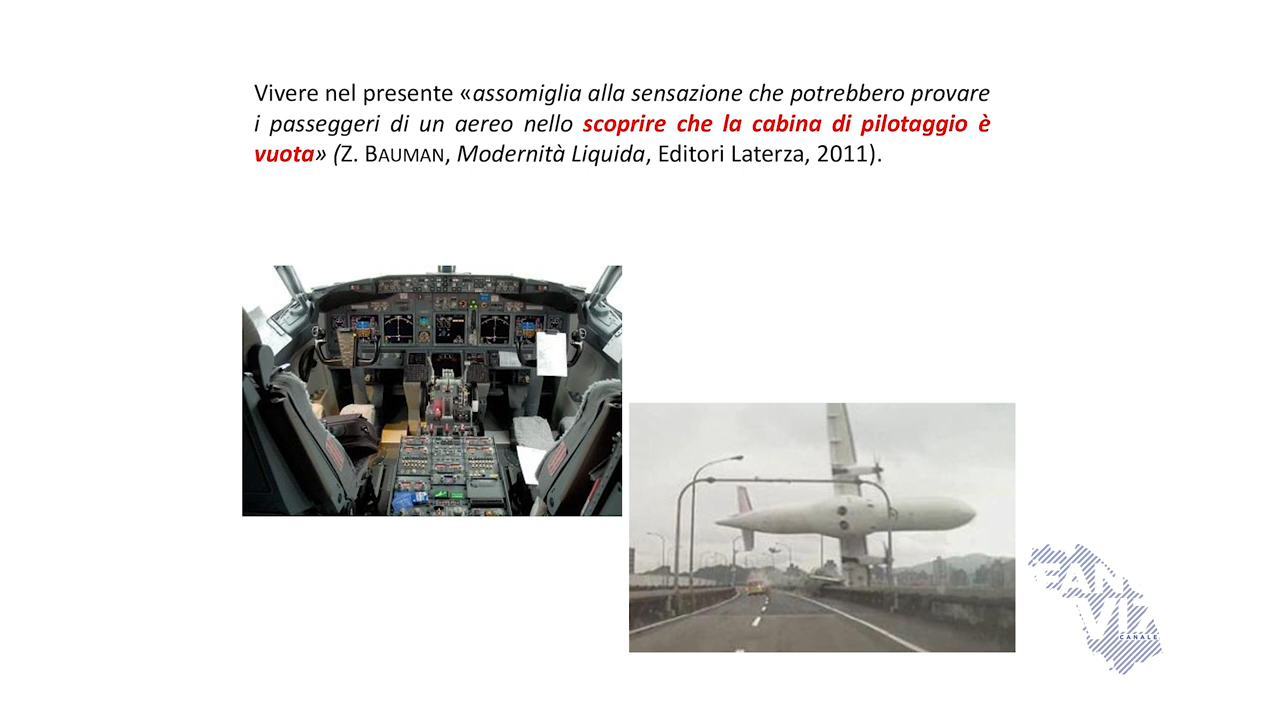 Vivere nel presente «assomiglia alla sensazione che potrebbero provare
i passeggeri di un aereo nello scoprire che la cabina di pilotaggio è
vuota» (Z. BAUMAN, Modernità Liquida, Editori Laterza, 2011).
CANALE